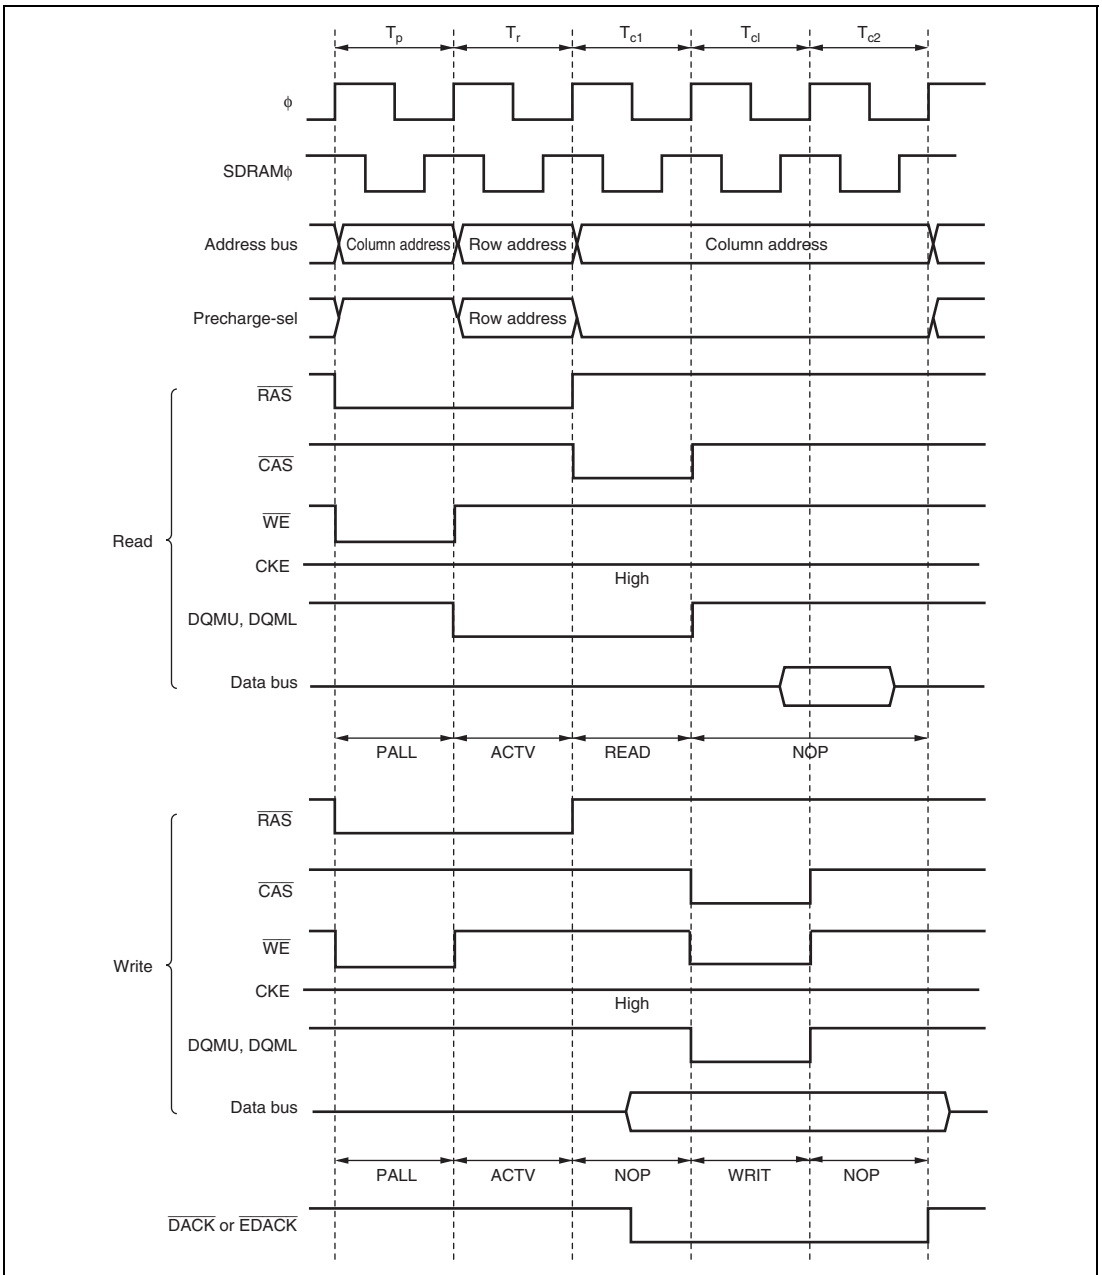 Tp Tr Tc1 Tcl Tc2
ϕ
SDRAMϕ
Address bus Column address Row address Column address
Precharge-sel Row address
RAS
CAS
WE
Read
CKE
High
DQMU, DQML
Data bus
PALL ACTV READ NOP
RAS
CAS
WE
Write
CKE
High
DQMU, DQML
Data bus
PALL ACTV NOP WRIT NOP
DACK or EDACK